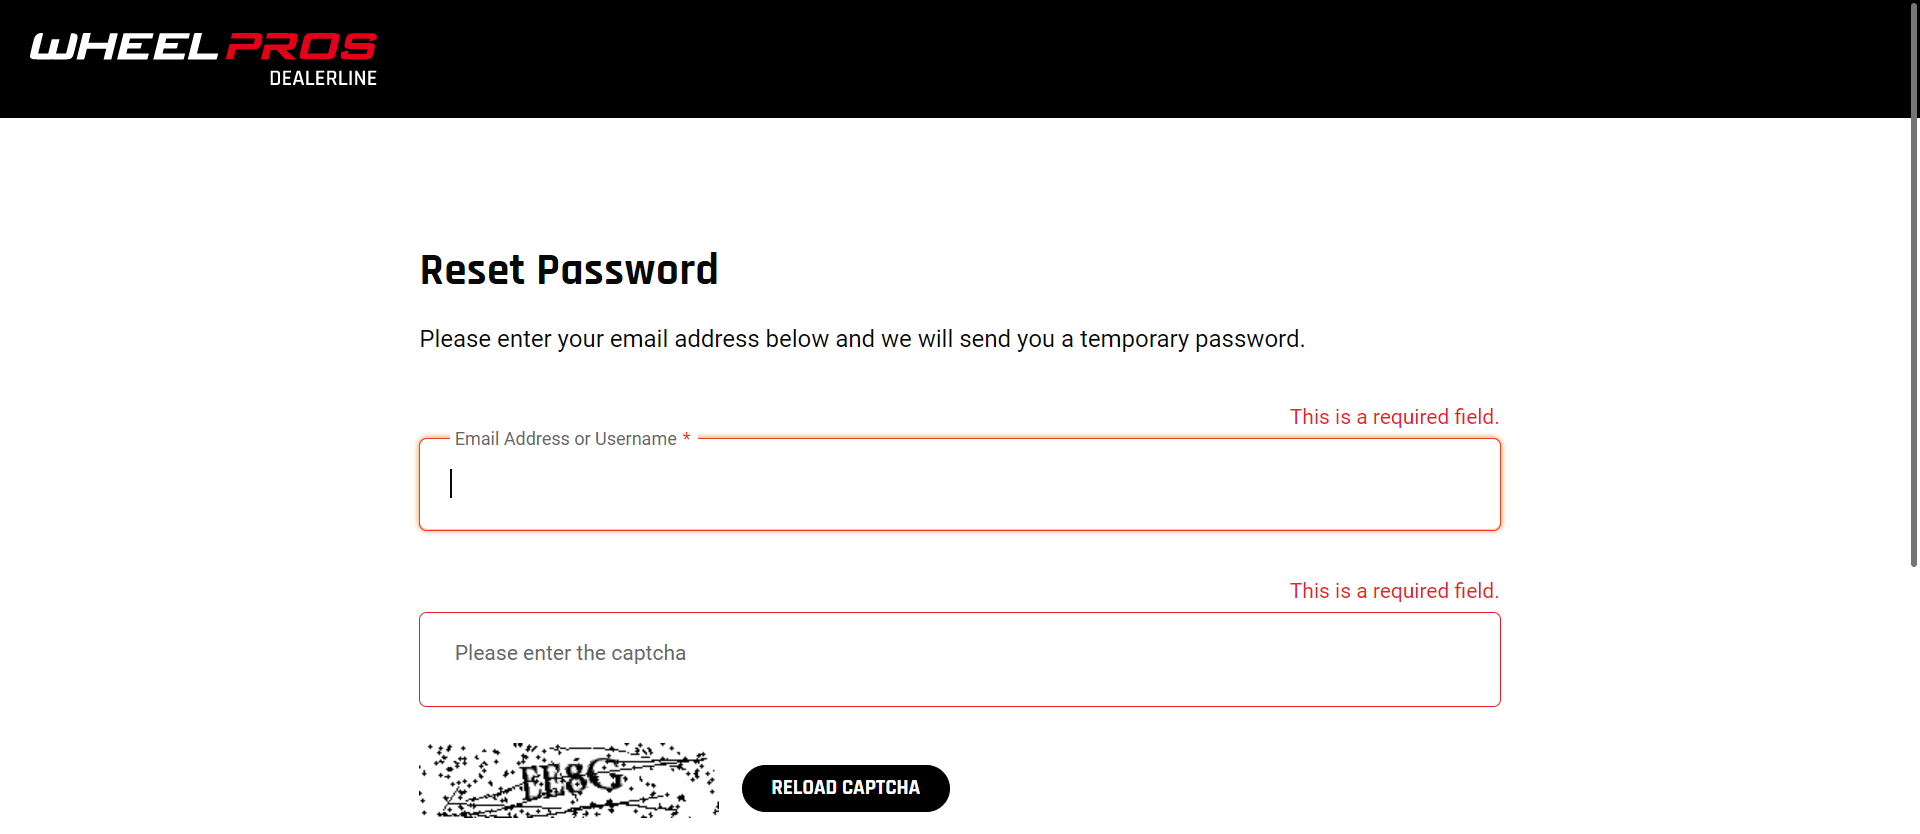 WHEEL PROS
DEALERLINE
Reset Password
Please enter your email address below and we will send you a temporary password.
This is a required field.
Email Address or Username *
This is a required field.
Please enter the captcha
EE8G
RELOAD CAPTCHA